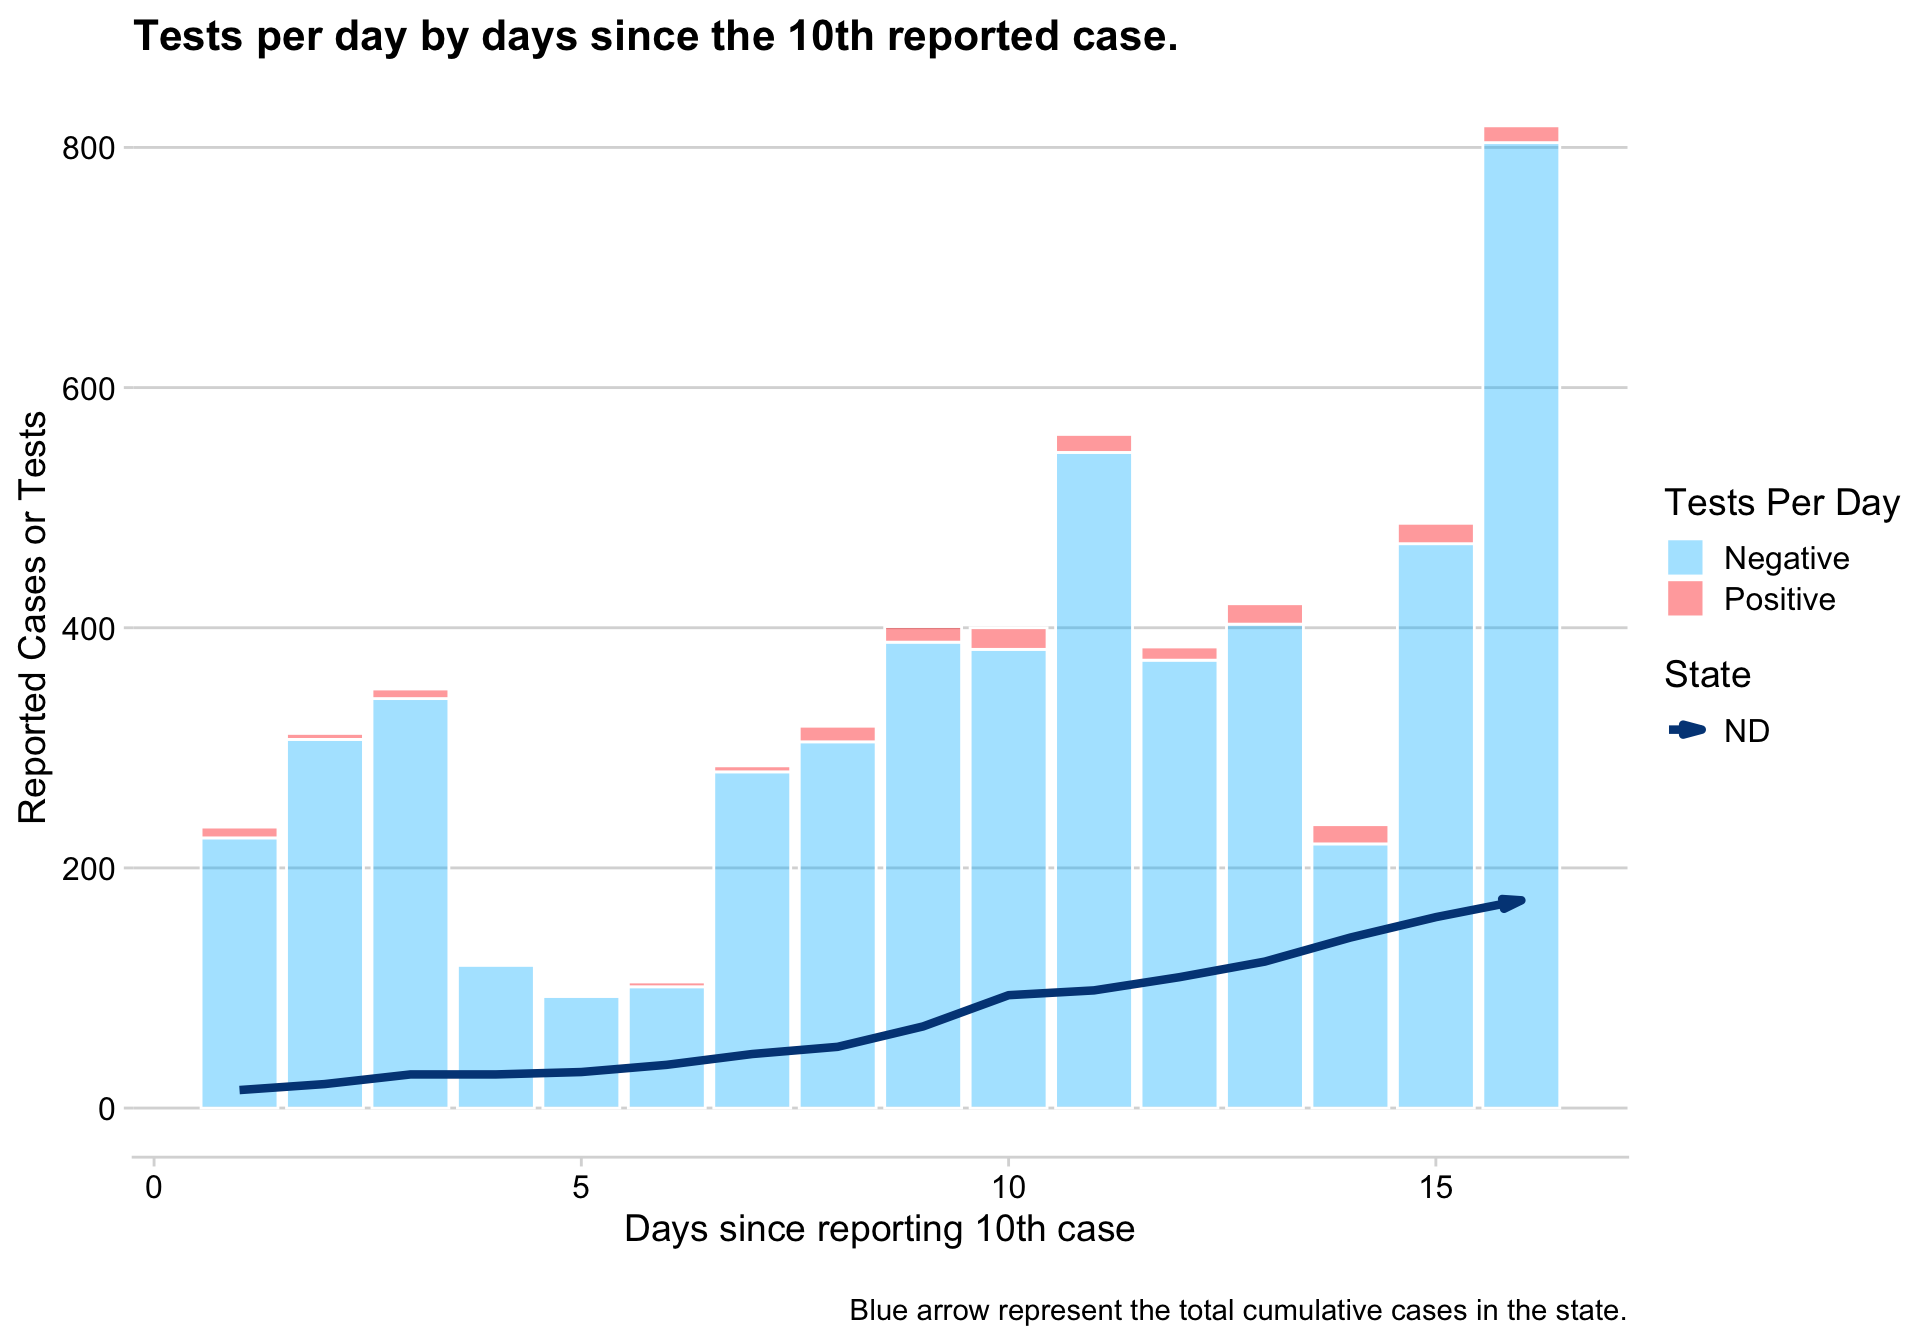 Tests per day by days since the 10th reported case.
800
600
400
200
0
Reported Cases or Tests
0 5 10 15
Days since reporting 10th case
Tests Per Day
Negative
Positive
State
ND
Blue arrow represent the total cumulative cases in the state.